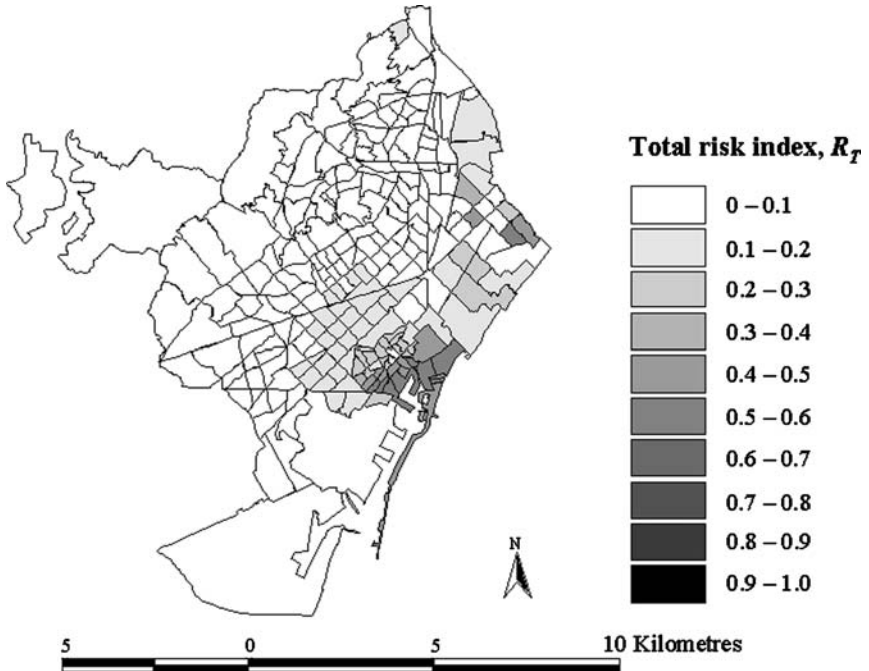 Total risk index, R_T
0 – 0.1
0.1 – 0.2
0.2 – 0.3
0.3 – 0.4
0.4 – 0.5
0.5 – 0.6
0.6 – 0.7
0.7 – 0.8
0.8 – 0.9
0.9 – 1.0
N
5 0 5 10 Kilometres